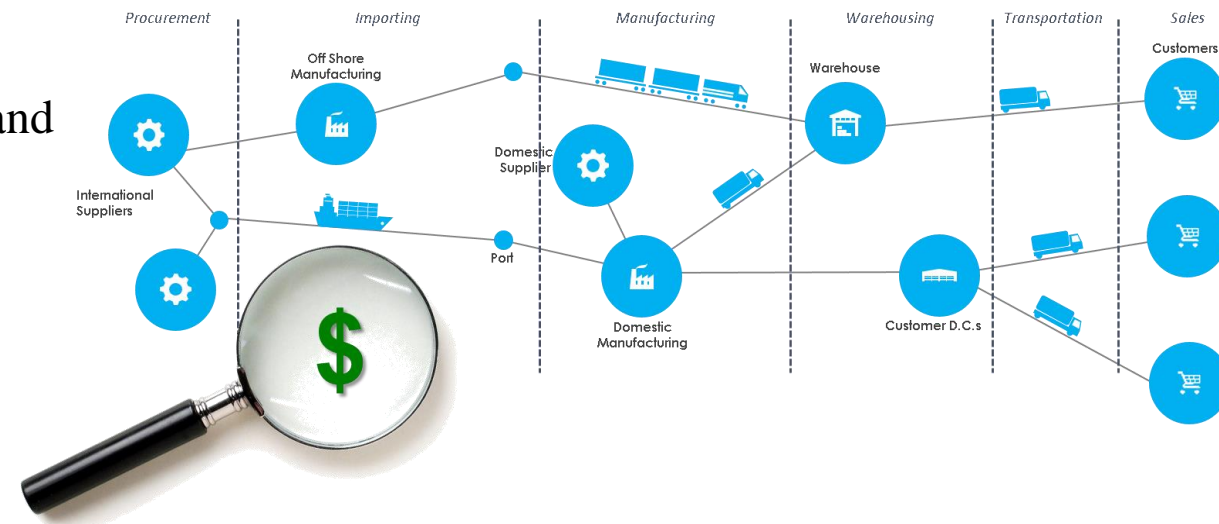 Procurement
Importing
Manufacturing
Warehousing
Transportation
Sales
Customers
Off Shore
Manufacturing
Warehouse
and
Domestic
Supplier
International
Suppliers
Port
Domestic
Manufacturing
Customer D.C.s
$